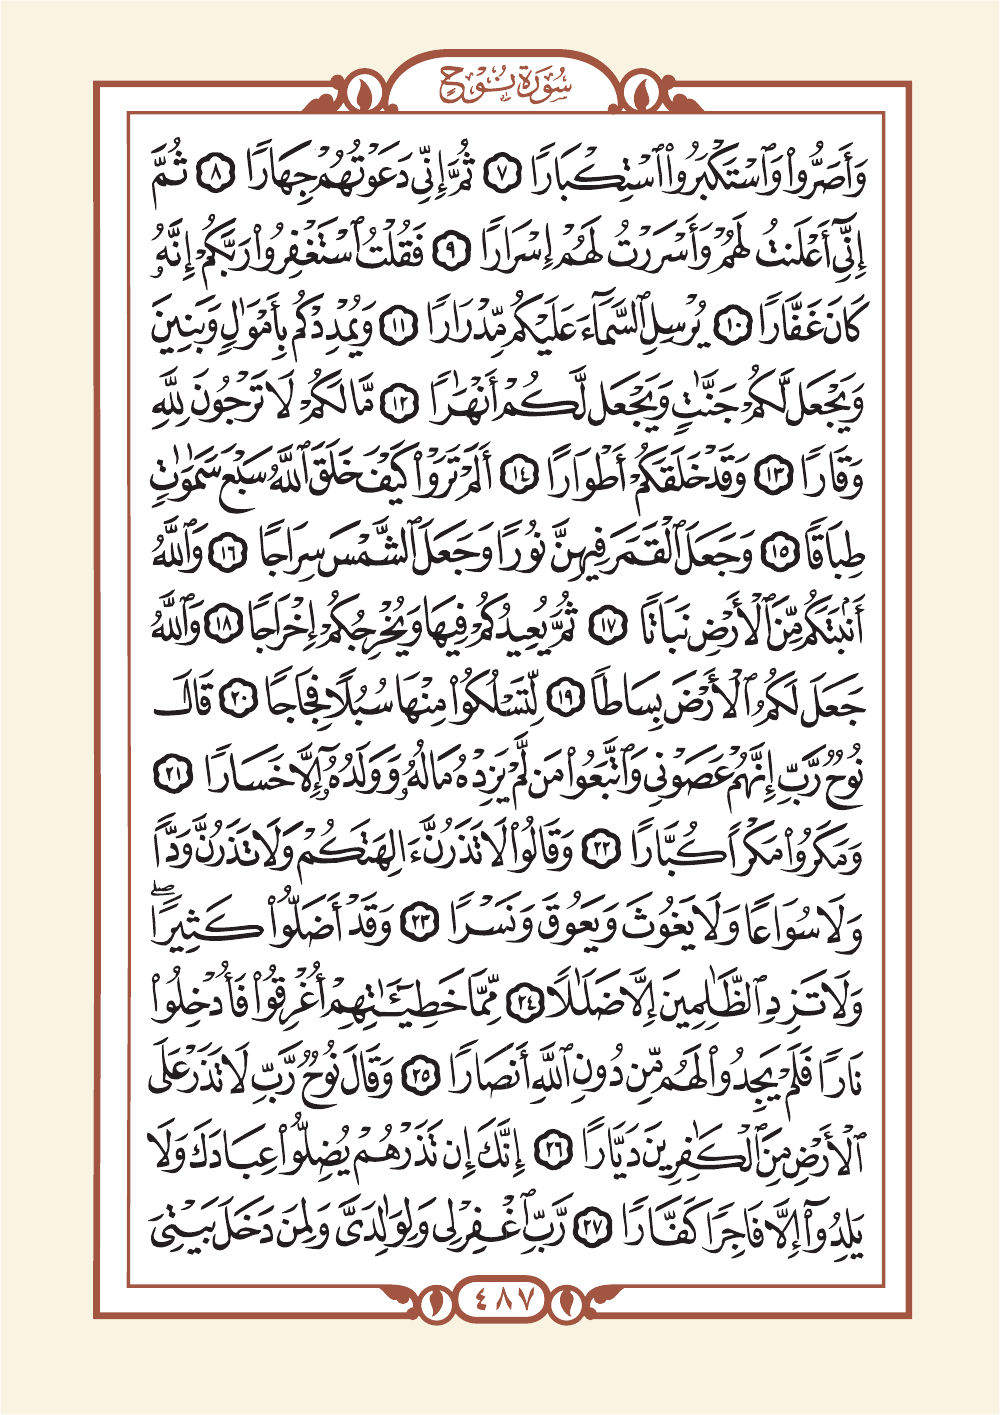 سُورَةُ نُوحٍ
وَأَصَرُّوا۟ وَٱسْتَكْبَرُوا۟ ٱسْتِكْبَارًا ٧ ثُمَّ إِنِّى دَعَوْتُهُمْ جِهَارًا ٨ ثُمَّ
إِنِّىٓ أَعْلَنتُ لَهُمْ وَأَسْرَرْتُ لَهُمْ إِسْرَارًا ٩ فَقُلْتُ ٱسْتَغْفِرُوا۟ رَبَّكُمْ إِنَّهُۥ
كَانَ غَفَّارًا ١٠ يُرْسِلِ ٱلسَّمَآءَ عَلَيْكُم مِّدْرَارًا ١١ وَيُمْدِدْكُم بِأَمْوَٰلٍ وَبَنِينَ
وَيَجْعَل لَّكُمْ جَنَّٰتٍ وَيَجْعَل لَّكُمْ أَنْهَٰرًا ١٢ مَّا لَكُمْ لَا تَرْجُونَ لِلَّهِ
وَقَارًا ١٣ وَقَدْ خَلَقَكُمْ أَطْوَارًا ١٤ أَلَمْ تَرَوْا۟ كَيْفَ خَلَقَ ٱللَّهُ سَبْعَ سَمَٰوَٰتٍ
طِبَاقًا ١٥ وَجَعَلَ ٱلْقَمَرَ فِيهِنَّ نُورًا وَجَعَلَ ٱلشَّمْسَ سِرَاجًا ١٦ وَٱللَّهُ
أَنۢبَتَكُم مِّنَ ٱلْأَرْضِ نَبَاتًا ١٧ ثُمَّ يُعِيدُكُمْ فِيهَا وَيُخْرِجُكُمْ إِخْرَاجًا ١٨ وَٱللَّهُ
جَعَلَ لَكُمُ ٱلْأَرْضَ بِسَاطًا ١٩ لِّتَسْلُكُوا۟ مِنْهَا سُبُلًا فِجَاجًا ٢٠ قَالَ
نُوحٌ رَّبِّ إِنَّهُمْ عَصَوْنِى وَٱتَّبَعُوا۟ مَن لَّمْ يَزِدْهُ مَالُهُۥ وَوَلَدُهُۥٓ إِلَّا خَسَارًا ٢١
وَمَكَرُوا۟ مَكْرًا كُبَّارًا ٢٢ وَقَالُوا۟ لَا تَذَرُنَّ ءَالِهَتَكُمْ وَلَا تَذَرُنَّ وَدًّا
وَلَا سُوَاعًا وَلَا يَغُوثَ وَيَعُوقَ وَنَسْرًا ٢٣ وَقَدْ أَضَلُّوا۟ كَثِيرًا ۖ
وَلَا تَزِدِ ٱلظَّٰلِمِينَ إِلَّا ضَلَٰلًا ٢٤ مِّمَّا خَطِيٓـَٰٔتِهِمْ أُغْرِقُوا۟ فَأُدْخِلُوا۟
نَارًا فَلَمْ يَجِدُوا۟ لَهُم مِّن دُونِ ٱللَّهِ أَنصَارًا ٢٥ وَقَالَ نُوحٌ رَّبِّ لَا تَذَرْ عَلَى
ٱلْأَرْضِ مِنَ ٱلْكَٰفِرِينَ دَيَّارًا ٢٦ إِنَّكَ إِن تَذَرْهُمْ يُضِلُّوا۟ عِبَادَكَ وَلَا
يَلِدُوٓا۟ إِلَّا فَاجِرًا كَفَّارًا ٢٧ رَّبِّ ٱغْفِرْ لِى وَلِوَٰلِدَىَّ وَلِمَن دَخَلَ بَيْتِىَ
٤٨٧